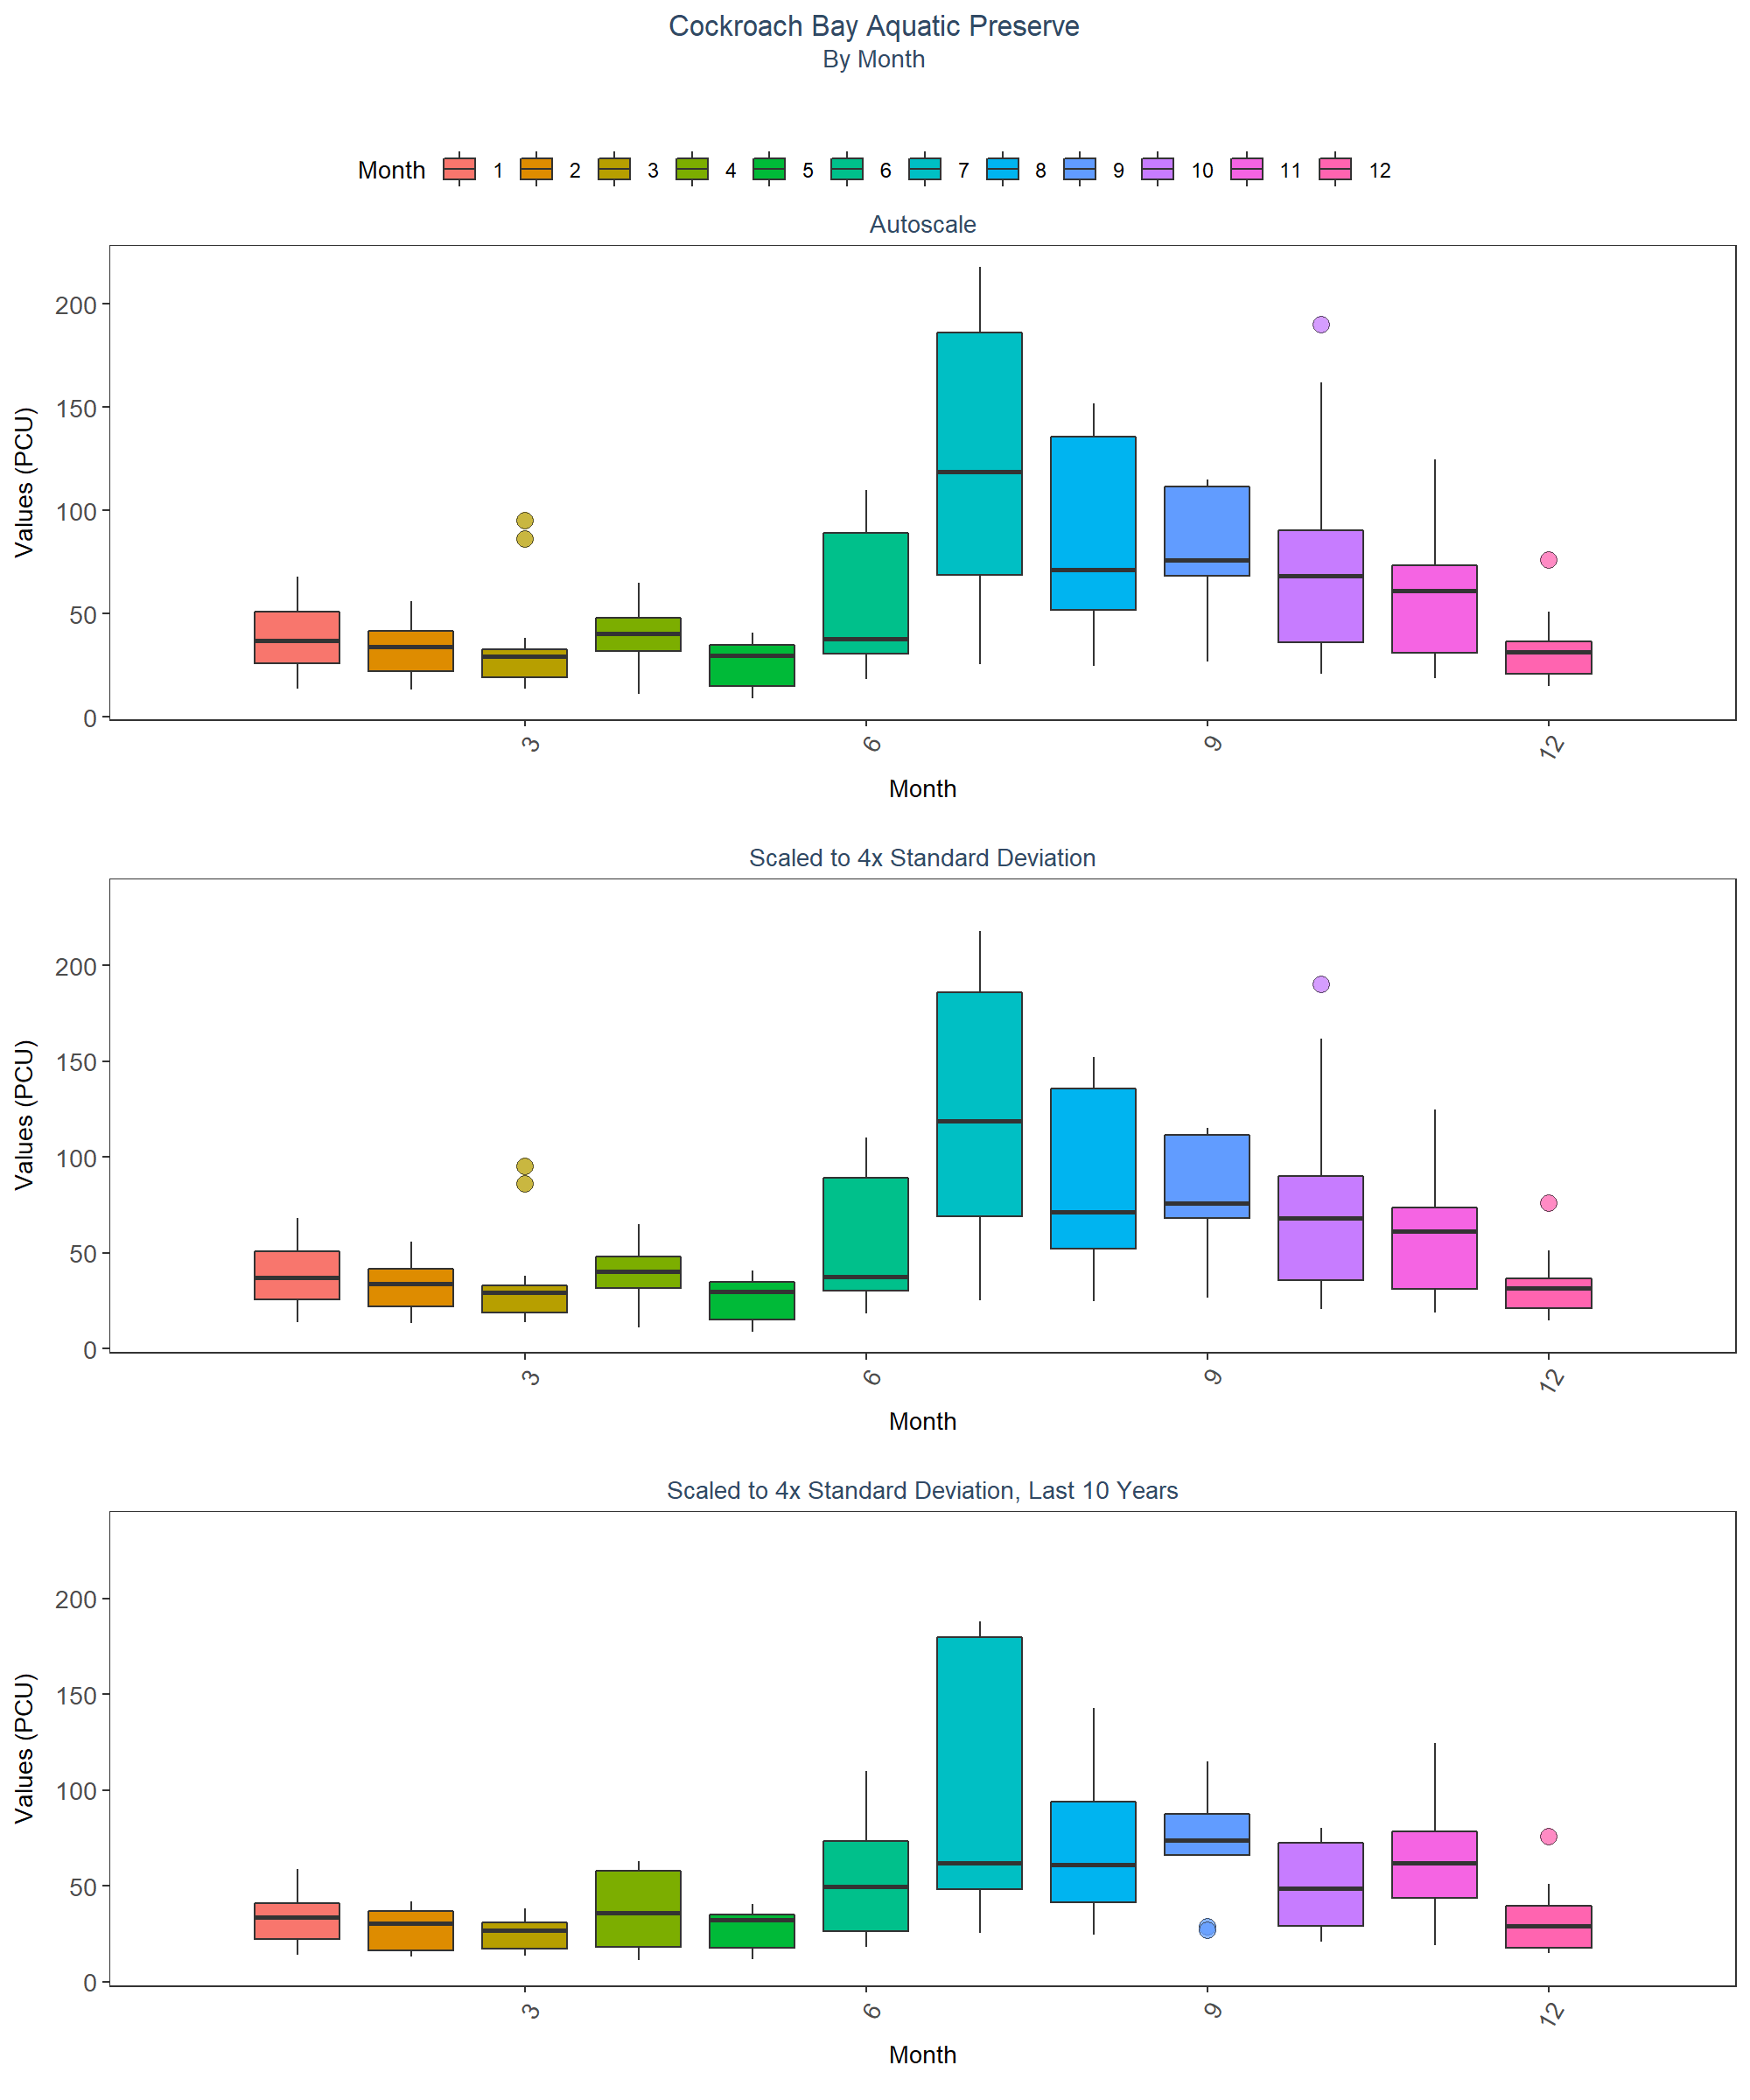 Cockroach Bay Aquatic Preserve
By Month
Month 1 2 3 4 5 6 7 8 9 10 11 12
Autoscale
Values (PCU)
200
150
100
50
0
3 6 9 12
Month
Scaled to 4x Standard Deviation
Values (PCU)
200
150
100
50
0
3 6 9 12
Month
Scaled to 4x Standard Deviation, Last 10 Years
Values (PCU)
200
150
100
50
0
3 6 9 12
Month